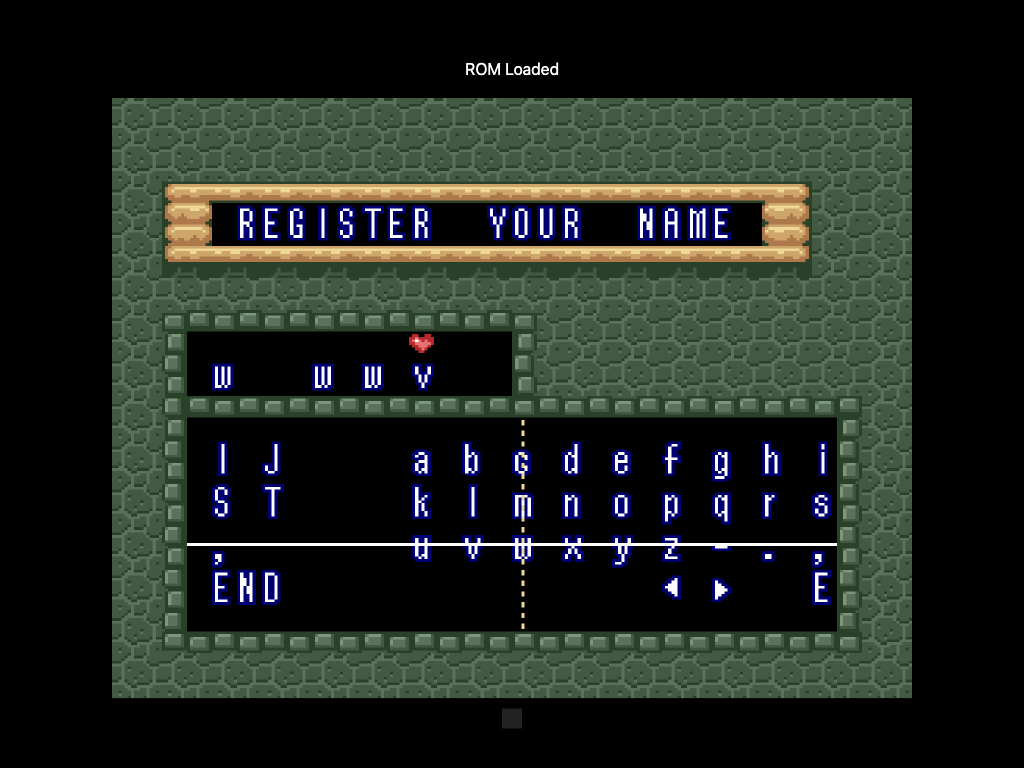 ROM Loaded
REGISTER YOUR NAME
w w w v
I J a b c d e f g h i
S T k l m n o p q r s
, u v w x y z - . ,
END E